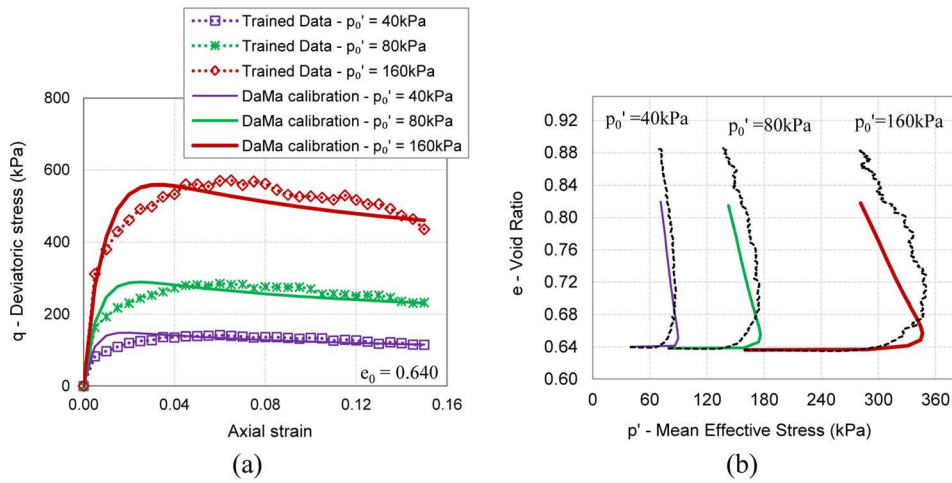 Trained Data - p₀' = 40kPa
Trained Data - p₀' = 80kPa
Trained Data - p₀' = 160kPa
DaMa calibration - p₀' = 40kPa
DaMa calibration - p₀' = 80kPa
DaMa calibration - p₀' = 160kPa
q - Deviatoric stress (kPa)
800
600
400
200
0
e₀ = 0.640
0.00 0.04 0.08 0.12 0.16
Axial strain
(a)
e - Void Ratio
p₀' =40kPa p₀' =80kPa p₀'=160kPa
0.92
0.88
0.84
0.80
0.76
0.72
0.68
0.64
0.60
0 60 120 180 240 300 360
p' - Mean Effective Stress (kPa)
(b)